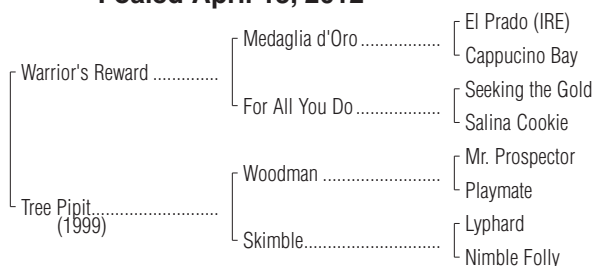 Foaled April 2012
El Prado (IRE)
Medaglia d'Oro ..................
Cappucino Bay
Warrior's Reward ..............
Seeking the Gold
For All You Do ...................
Salina Cookie
Mr. Prospector
Woodman ..........................
Playmate
Tree Pipit...........................
(1999)
Lyphard
Skimble.............................
Nimble Folly